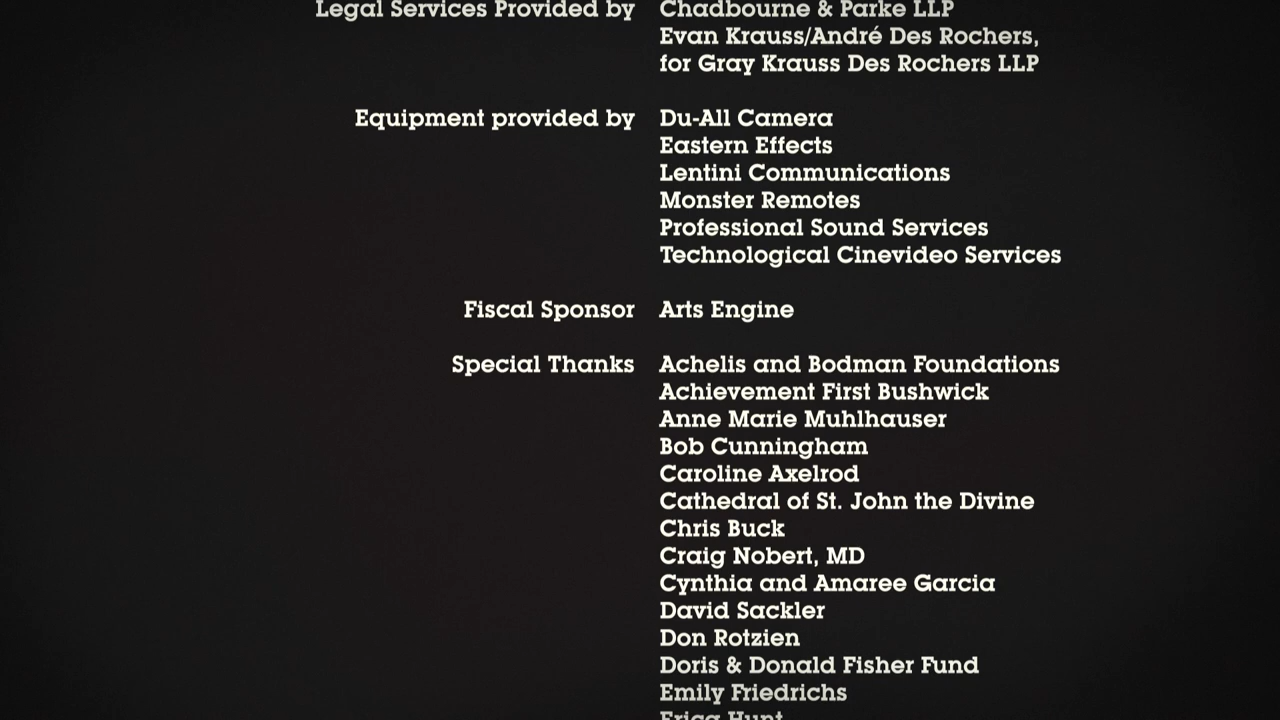 Legal Services Provided by Chadbourne & Parke LLP
Evan Krauss/André Des Rochers,
for Gray Krauss Des Rochers LLP
Equipment provided by Du-All Camera
Eastern Effects
Lentini Communications
Monster Remotes
Professional Sound Services
Technological Cinevideo Services
Fiscal Sponsor Arts Engine
Special Thanks Achelis and Bodman Foundations
Achievement First Bushwick
Anne Marie Muhlhauser
Bob Cunningham
Caroline Axelrod
Cathedral of St. John the Divine
Chris Buck
Craig Nobert, MD
Cynthia and Amaree Garcia
David Sackler
Don Rotzien
Doris & Donald Fisher Fund
Emily Friedrichs
Erica Hunt